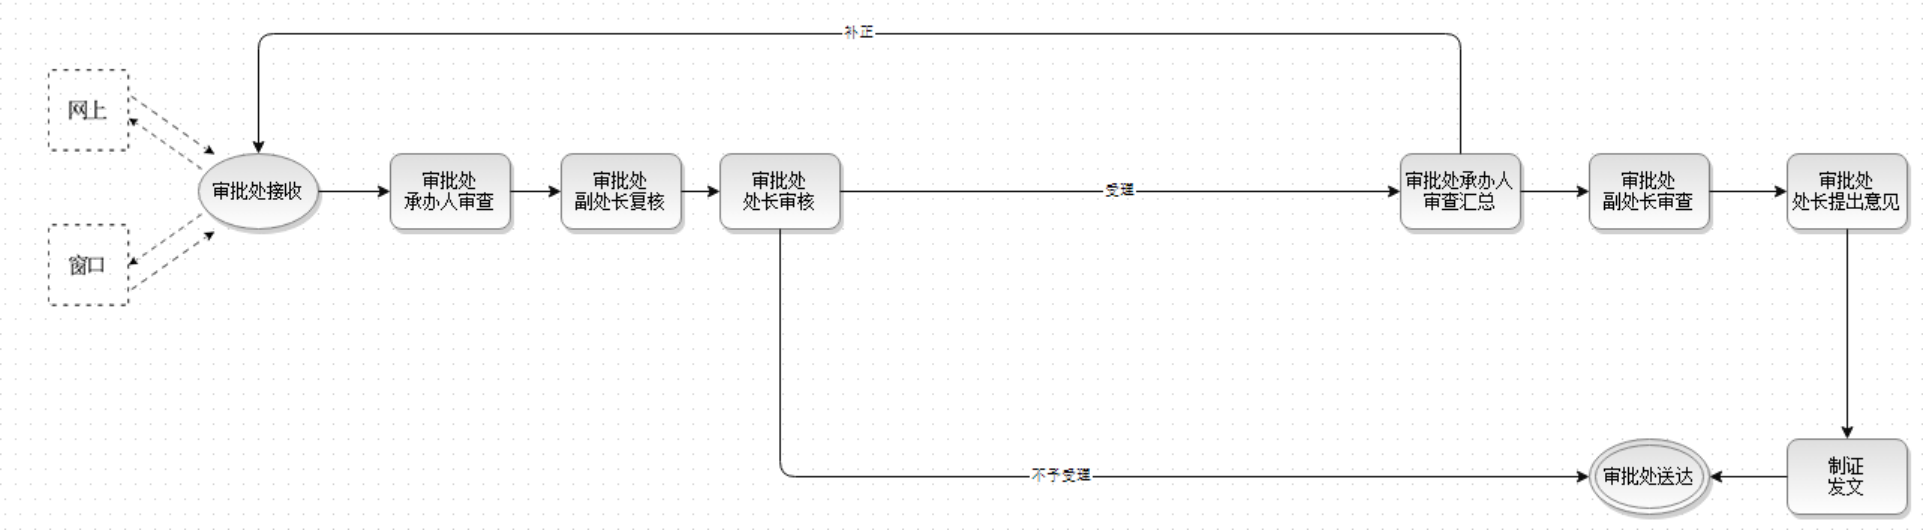 补正
网上
审批处接收
审批处
承办人审查
审批处
副处长复核
审批处
处长审核
受理
审批处承办人
审查汇总
审批处
副处长审查
审批处
处长提出意见
窗口
不予受理
审批处送达
制证
发文